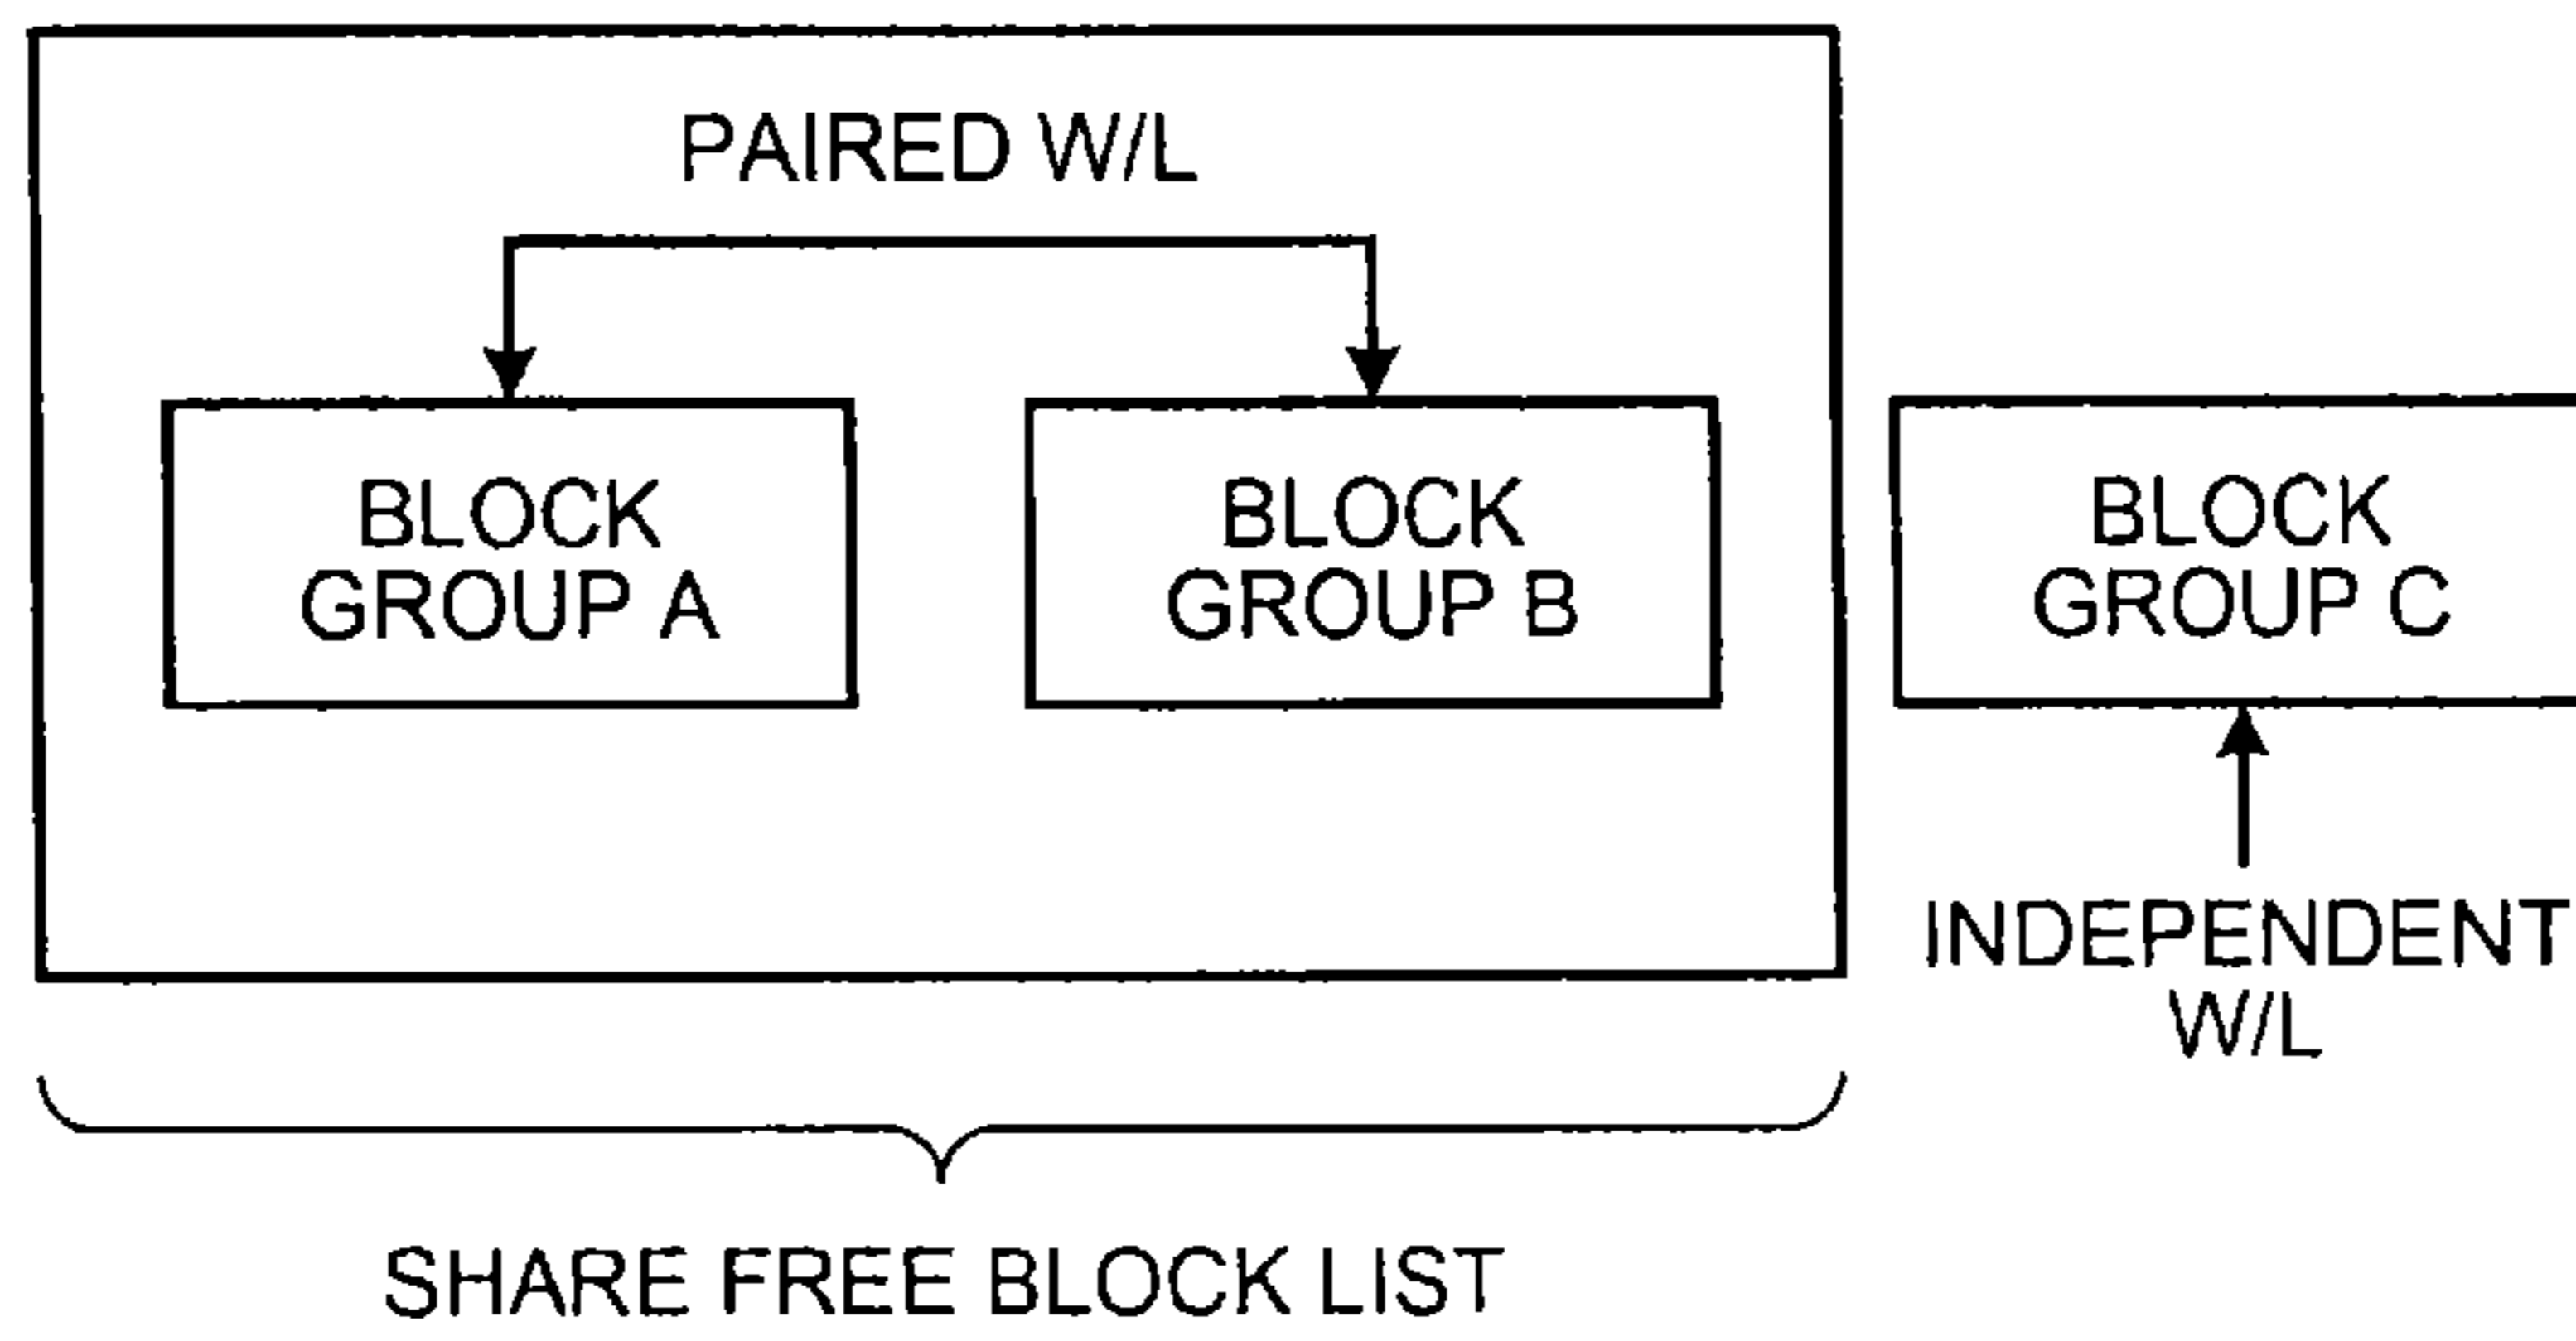 PAIRED W/L
BLOCK
GROUP A
BLOCK
GROUP B
BLOCK
GROUP C
INDEPENDENT
W/L
SHARE FREE BLOCK LIST